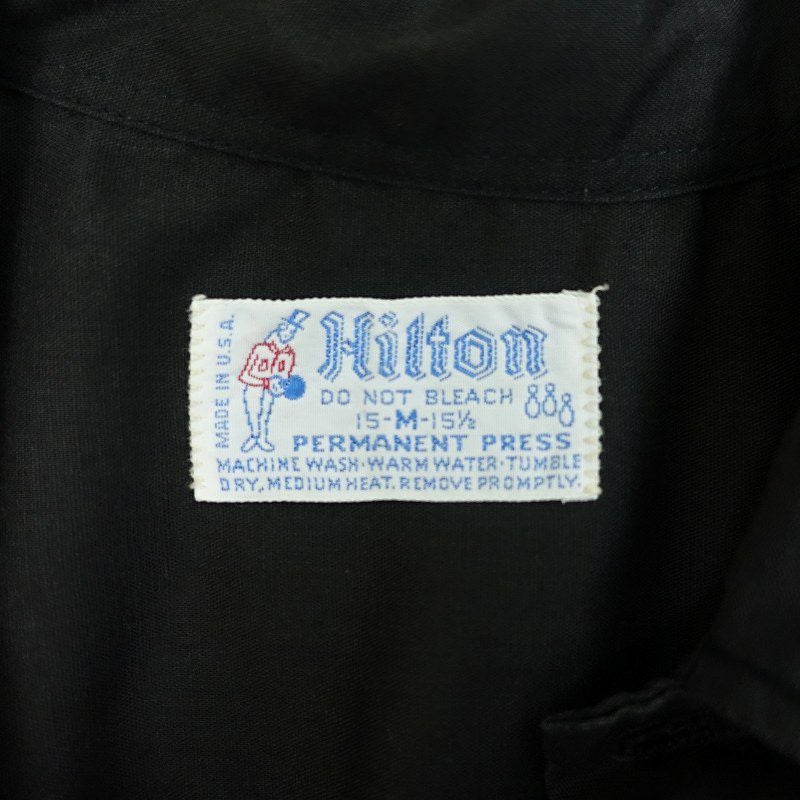 MADE IN U.S.A.
Hilton
DO NOT BLEACH
15-M-15½
PERMANENT PRESS
MACHINE WASH·WARM WATER·TUMBLE
DRY, MEDIUM HEAT. REMOVE PROMPTLY.